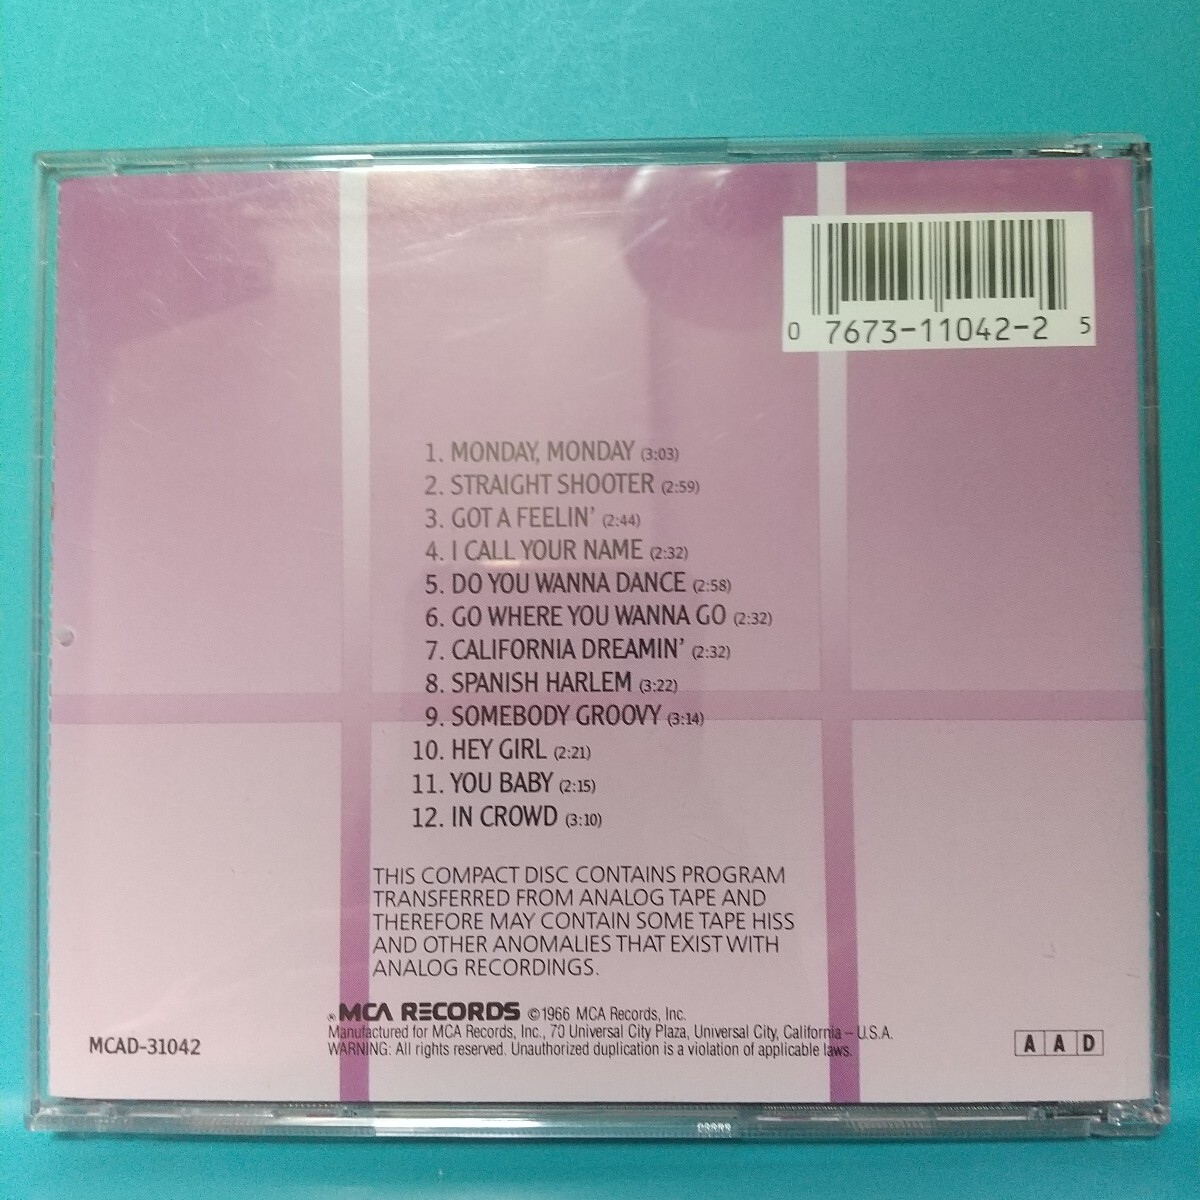 0 7673-11042-2 5
1. MONDAY, MONDAY (3:03)
2. STRAIGHT SHOOTER (2:59)
3. GOT A FEELIN' (2:44)
4. I CALL YOUR NAME (2:32)
5. DO YOU WANNA DANCE (2:58)
6. GO WHERE YOU WANNA GO (2:32)
7. CALIFORNIA DREAMIN' (2:32)
8. SPANISH HARLEM (3:22)
9. SOMEBODY GROOVY (3:14)
10. HEY GIRL (2:21)
11. YOU BABY (2:15)
12. IN CROWD (3:10)
THIS COMPACT DISC CONTAINS PROGRAM
TRANSFERRED FROM ANALOG TAPE AND
THEREFORE MAY CONTAIN SOME TAPE HISS
AND OTHER ANOMALIES THAT EXIST WITH
ANALOG RECORDINGS.
®MCA RECORDS ©1966 MCA Records, Inc.
Manufactured for MCA Records, Inc., 70 Universal City Plaza, Universal City, California – U.S.A.
WARNING: All rights reserved. Unauthorized duplication is a violation of applicable laws.
MCAD-31042
A A D